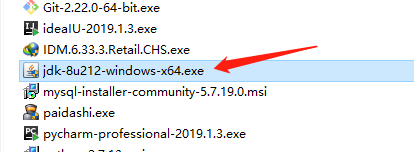 Git-2.22.0-64-bit.exe
ideaIU-2019.1.3.exe
IDM.6.33.3.Retail.CHS.exe
jdk-8u212-windows-x64.exe
mysql-installer-community-5.7.19.0.msi
paidashi.exe
pycharm-professional-2019.1.3.exe